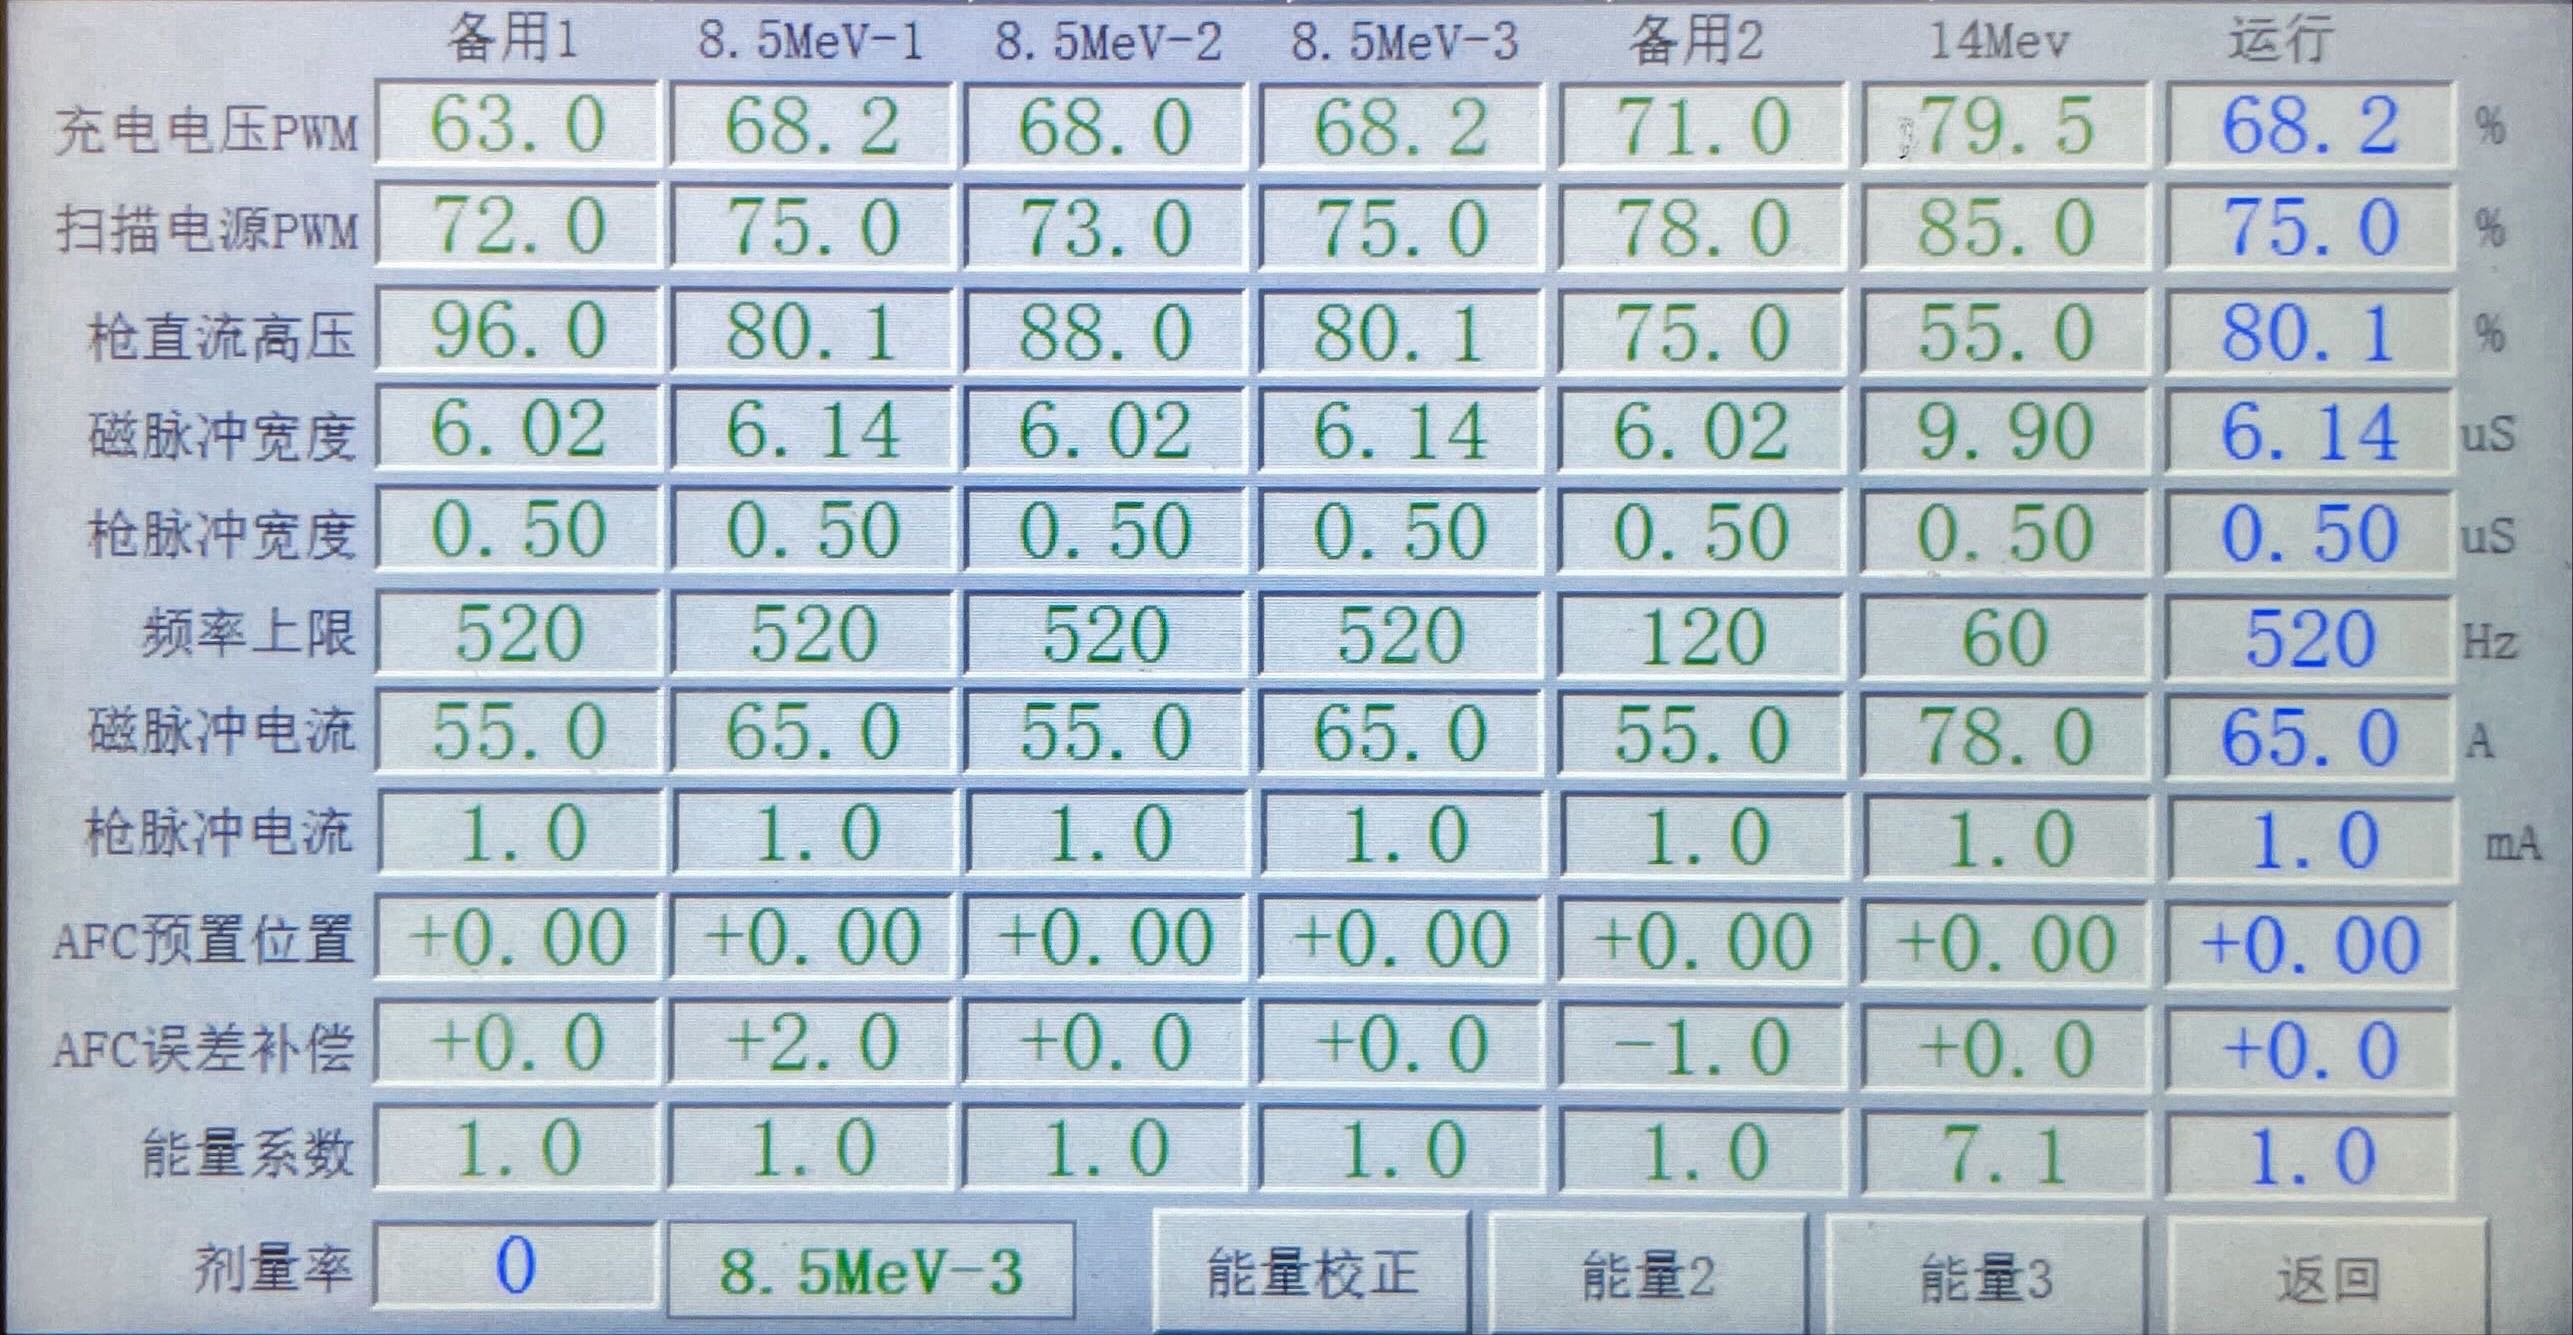 备用1 8.5MeV-1 8.5MeV-2 8.5MeV-3 备用2 14Mev 运行
充电电压PWM 63.0 68.2 68.0 68.2 71.0 79.5 68.2 %
扫描电源PWM 72.0 75.0 73.0 75.0 78.0 85.0 75.0 %
枪直流高压 96.0 80.1 88.0 80.1 75.0 55.0 80.1 %
磁脉冲宽度 6.02 6.14 6.02 6.14 6.02 9.90 6.14 uS
枪脉冲宽度 0.50 0.50 0.50 0.50 0.50 0.50 0.50 uS
频率上限 520 520 520 520 120 60 520 Hz
磁脉冲电流 55.0 65.0 55.0 65.0 55.0 78.0 65.0 A
枪脉冲电流 1.0 1.0 1.0 1.0 1.0 1.0 1.0 mA
AFC预置位置 +0.00 +0.00 +0.00 +0.00 +0.00 +0.00 +0.00
AFC误差补偿 +0.0 +2.0 +0.0 +0.0 -1.0 +0.0 +0.0
能量系数 1.0 1.0 1.0 1.0 1.0 7.1 1.0
剂量率 0 8.5MeV-3 能量校正 能量2 能量3 返回